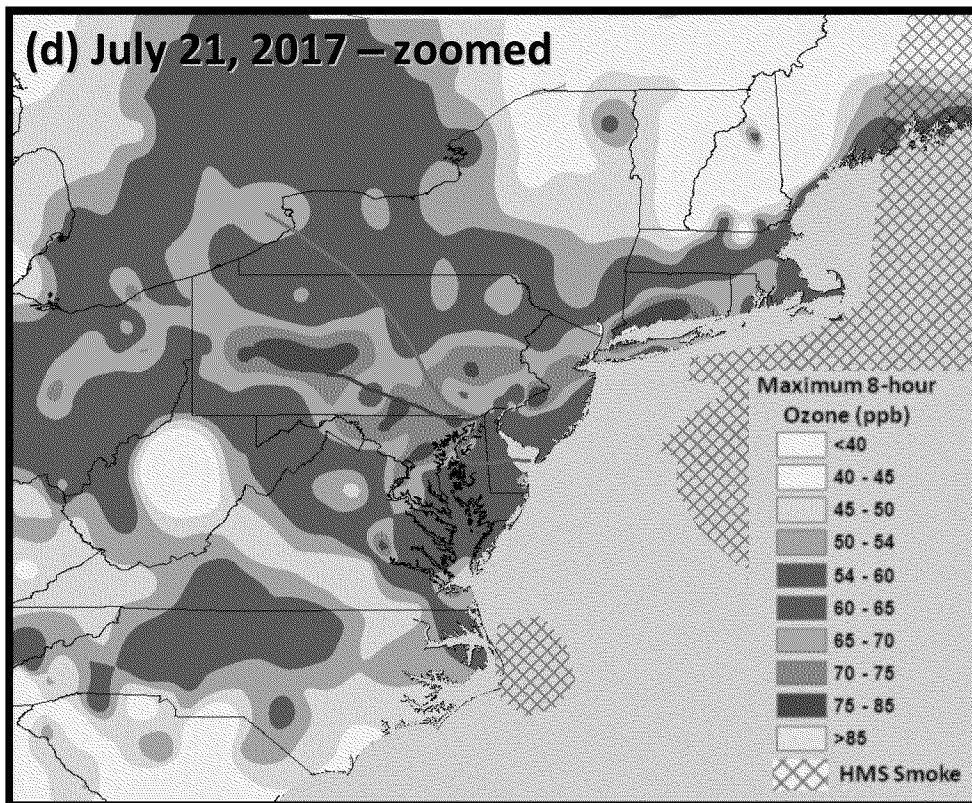 (d) July 21, 2017 – zoomed
Maximum 8-hour
Ozone (ppb)
<40
40 - 45
45 - 50
50 - 54
54 - 60
60 - 65
65 - 70
70 - 75
75 - 85
>85
HMS Smoke